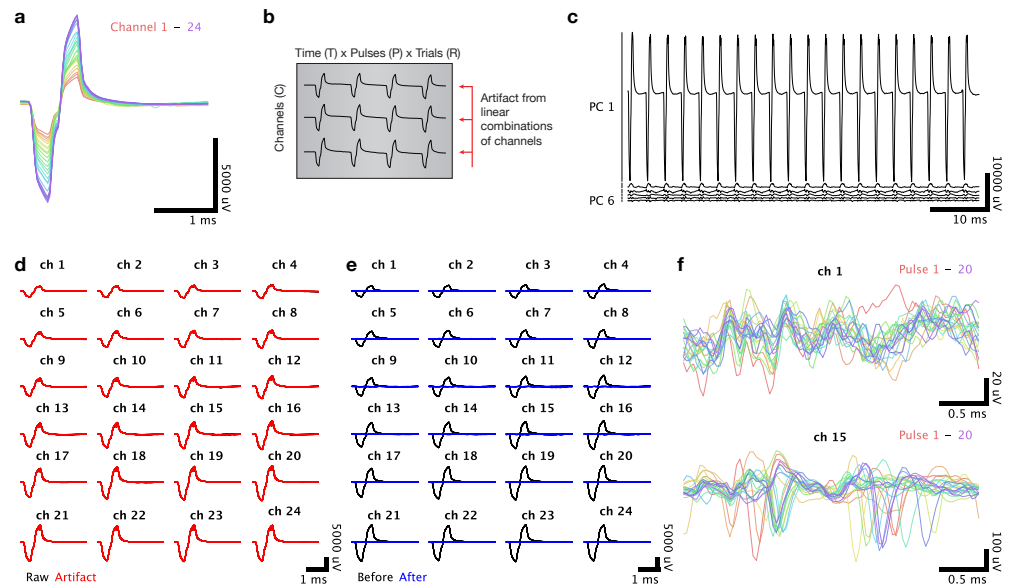 a
Channel 1 – 24
5000 uV
1 ms
b
Time (T) x Pulses (P) x Trials (R)
Channels (C)
Artifact from
linear
combinations
of channels
c
PC 1
PC 6
10000 uV
10 ms
d
ch 1 ch 2 ch 3 ch 4
ch 5 ch 6 ch 7 ch 8
ch 9 ch 10 ch 11 ch 12
ch 13 ch 14 ch 15 ch 16
ch 17 ch 18 ch 19 ch 20
ch 21 ch 22 ch 23 ch 24
Raw Artifact
5000 uV
1 ms
e
ch 1 ch 2 ch 3 ch 4
ch 5 ch 6 ch 7 ch 8
ch 9 ch 10 ch 11 ch 12
ch 13 ch 14 ch 15 ch 16
ch 17 ch 18 ch 19 ch 20
ch 21 ch 22 ch 23 ch 24
Before After
5000 uV
1 ms
f
ch 1
Pulse 1 – 20
20 uV
0.5 ms
ch 15
Pulse 1 – 20
100 uV
0.5 ms